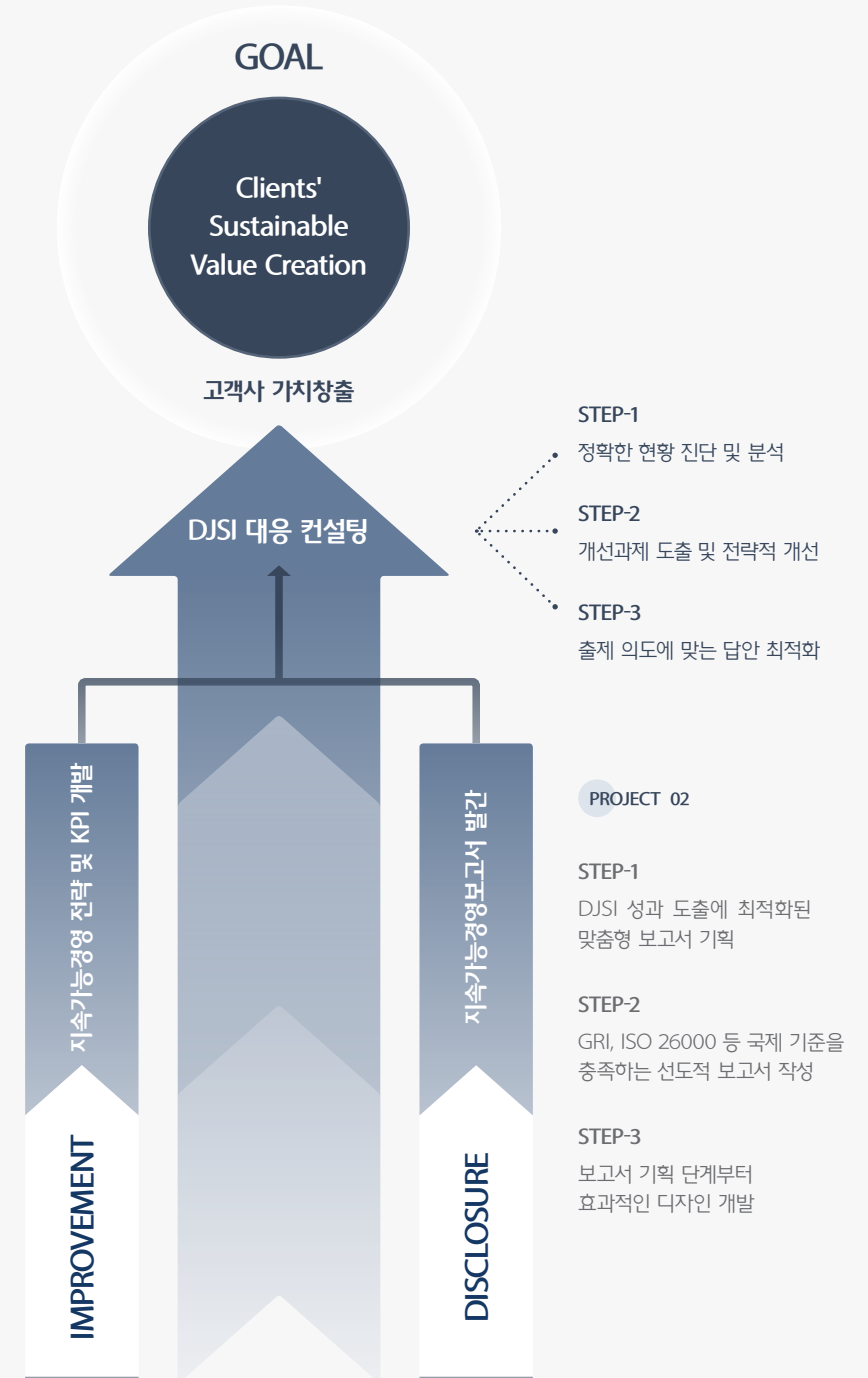 GOAL
Clients'
Sustainable
Value Creation
고객사 가치창출
DJSI 대응 컨설팅
STEP-1
정확한 현황 진단 및 분석
STEP-2
개선과제 도출 및 전략적 개선
STEP-3
출제 의도에 맞는 답안 최적화
지속가능경영 전략 및 KPI 개발
IMPROVEMENT
지속가능경영보고서 발간
DISCLOSURE
PROJECT 02
STEP-1
DJSI 성과 도출에 최적화된
맞춤형 보고서 기획
STEP-2
GRI, ISO 26000 등 국제 기준을
충족하는 선도적 보고서 작성
STEP-3
보고서 기획 단계부터
효과적인 디자인 개발